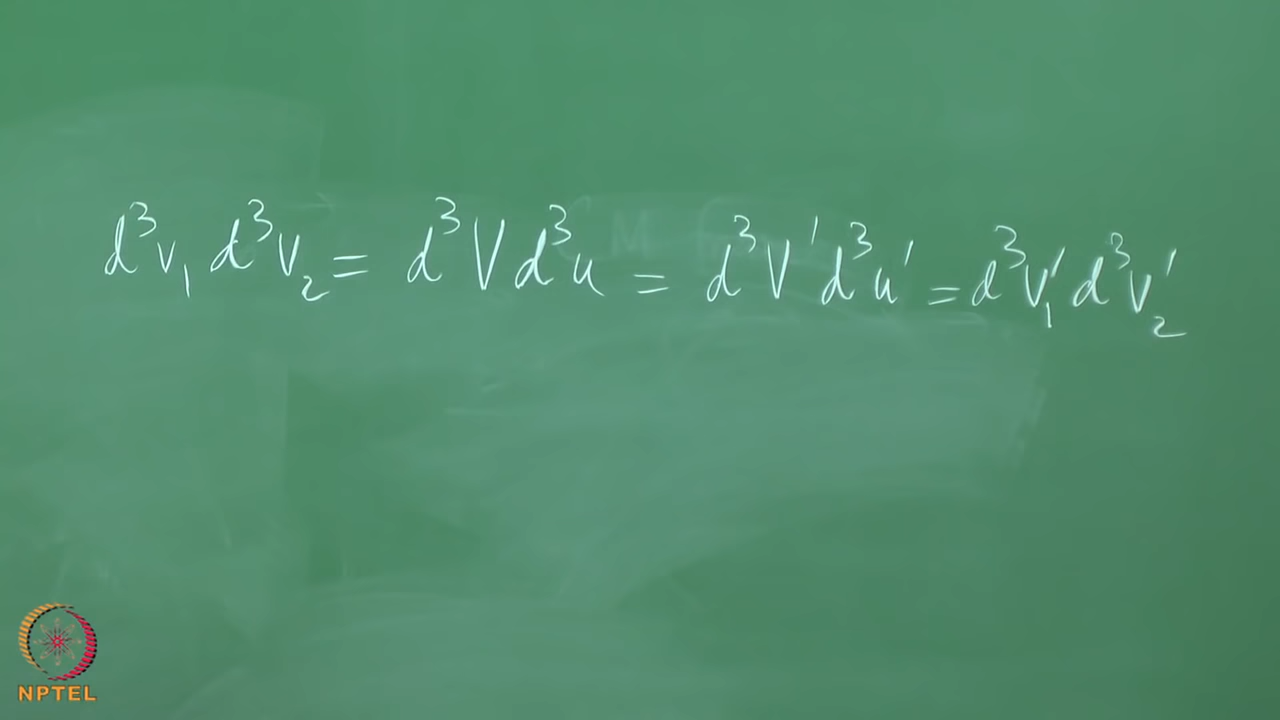 d³v₁ d³v₂ = d³V d³u = d³V' d³u' = d³v₁' d³v₂'
NPTEL